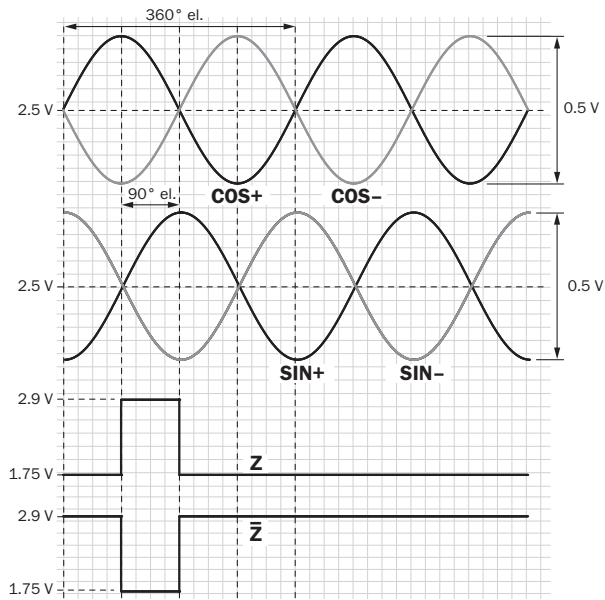 360° el.
2.5 V
0.5 V
90° el.
COS+
COS–
2.5 V
0.5 V
SIN+
SIN–
2.9 V
Z
1.75 V
2.9 V
Z̅
1.75 V